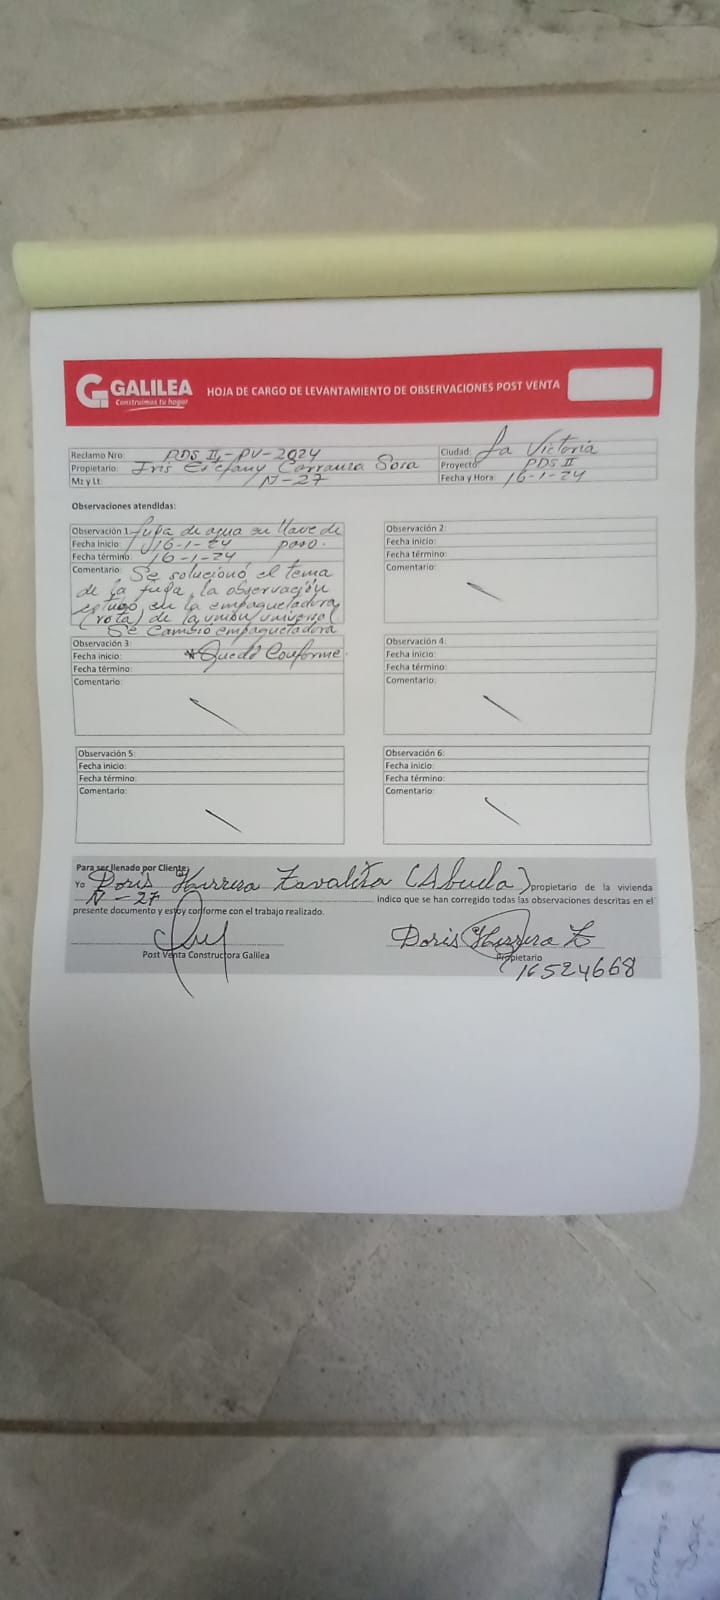 GALILEA
Construimos tu hogar
HOJA DE CARGO DE LEVANTAMIENTO DE OBSERVACIONES POST VENTA
Reclamo Nro: PDS II-PV-2024
Ciudad: La Victoria
Propietario: Iris Estefany Carranza Sosa
Proyecto: PDS II
Mz y Lt: N-27
Fecha y Hora: 16-1-24
Observaciones atendidas:
Observación 1: fuga de agua en llave de
Fecha inicio: 16-1-24 paso.
Fecha término: 16-1-24
Comentario: Se solucionó el tema
de la fuga, la observación
estubo en la empaquetadura
(rota) de la unión universal
Se cambió empaquetadura
Observación 2:
Fecha inicio:
Fecha término:
Comentario:
Observación 3:
Fecha inicio: *Quedó Conforme.
Fecha término:
Comentario:
Observación 4:
Fecha inicio:
Fecha término:
Comentario:
Observación 5:
Fecha inicio:
Fecha término:
Comentario:
Observación 6:
Fecha inicio:
Fecha término:
Comentario:
Para ser llenado por Cliente:
Yo Doris Herrera Zavaleta (Abuela) propietario de la vivienda
N-27 indico que se han corregido todas las observaciones descritas en el
presente documento y estoy conforme con el trabajo realizado.
Doris Herrera Z
Post Venta Constructora Galilea
Propietario
16524668